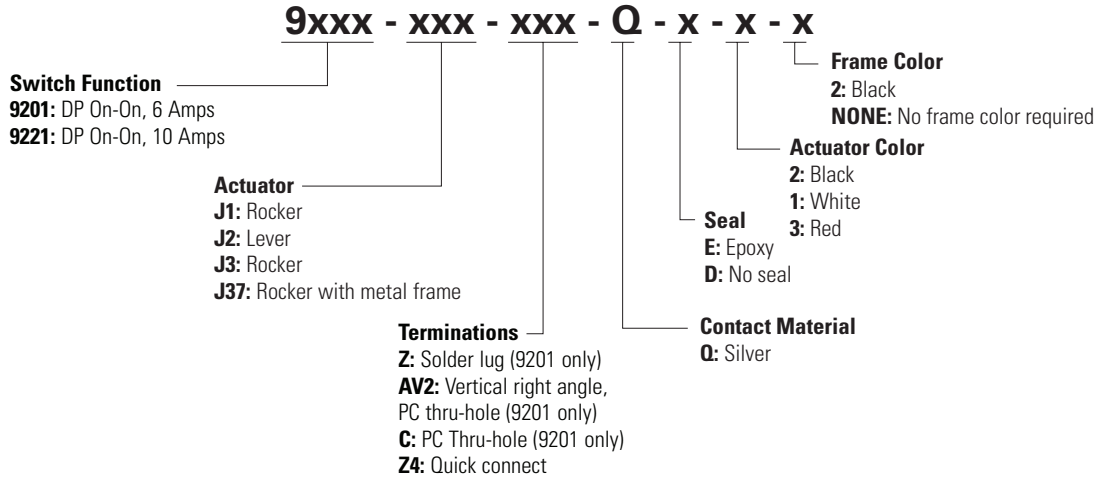 9xxx - xxx - xxx - Q - x - x - x
Switch Function
9201: DP On-On, 6 Amps
9221: DP On-On, 10 Amps
Actuator
J1: Rocker
J2: Lever
J3: Rocker
J37: Rocker with metal frame
Terminations
Z: Solder lug (9201 only)
AV2: Vertical right angle,
PC thru-hole (9201 only)
C: PC Thru-hole (9201 only)
Z4: Quick connect
Contact Material
Q: Silver
Seal
E: Epoxy
D: No seal
Actuator Color
2: Black
1: White
3: Red
Frame Color
2: Black
NONE: No frame color required